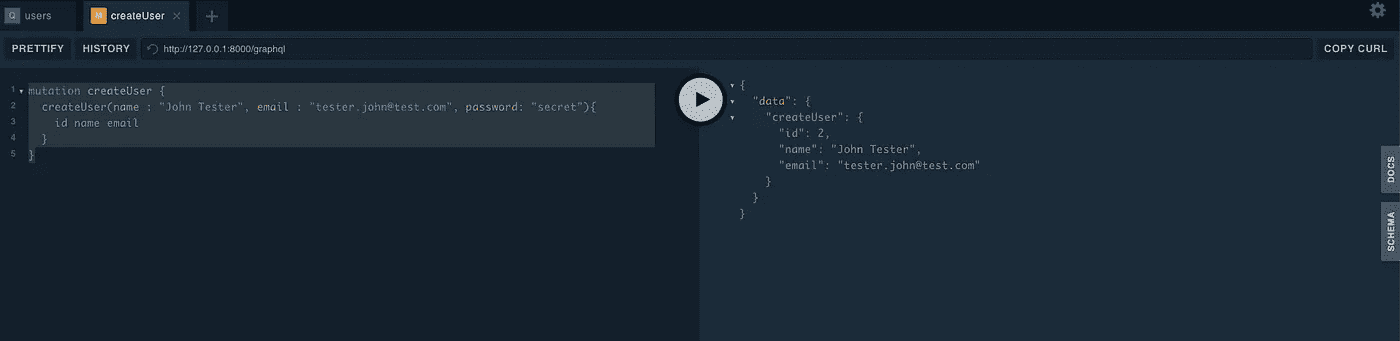 Q users
M createUser × +
PRETTIFY HISTORY http://127.0.0.1:8000/graphql COPY CURL
1 mutation createUser {
2 createUser(name : "John Tester", email : "tester.john@test.com", password: "secret"){
3 id name email
4 }
5 }
{
"data": {
"createUser": {
"id": 2,
"name": "John Tester",
"email": "tester.john@test.com"
}
}
}
DOCS
SCHEMA